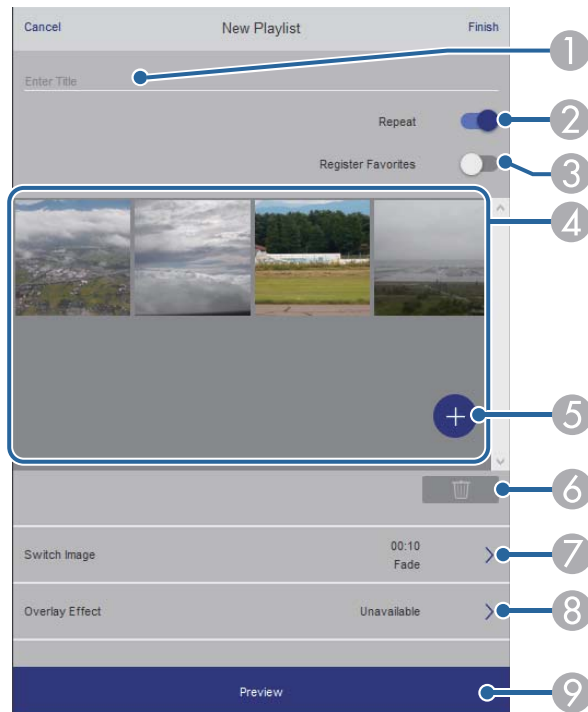 Cancel New Playlist Finish
Enter Title
1
Repeat
2
Register Favorites
3
4
+
5
6
Switch Image 00:10
Fade
7
Overlay Effect Unavailable
8
Preview
9